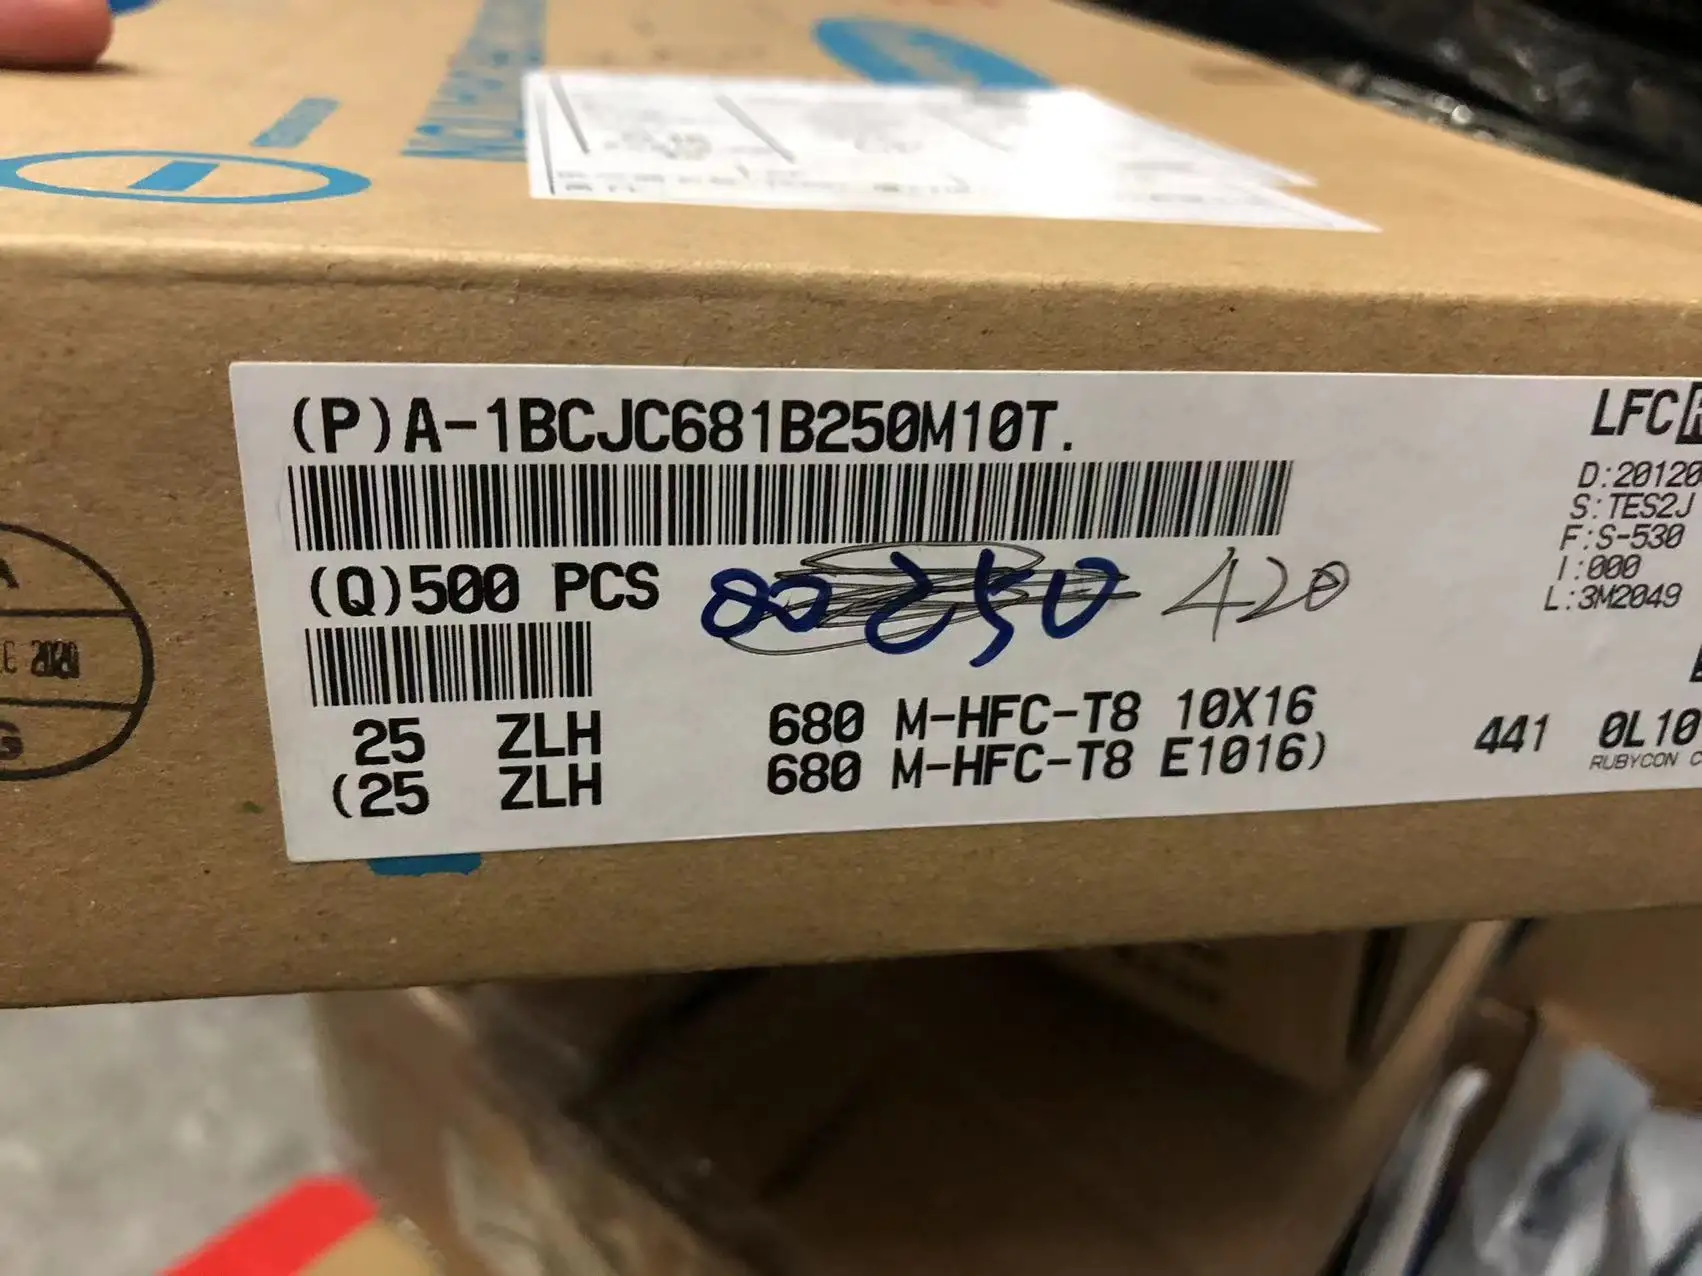 (P)A-1BCJC681B250M10T.
(Q)500 PCS 420
25 ZLH 680 M-HFC-T8 10X16
(25 ZLH 680 M-HFC-T8 E1016)
441 0L10
RUBYCON C
LFC
D:20120
S:TES2J
F:S-530
I:000
L:3M2049
C 2020
G